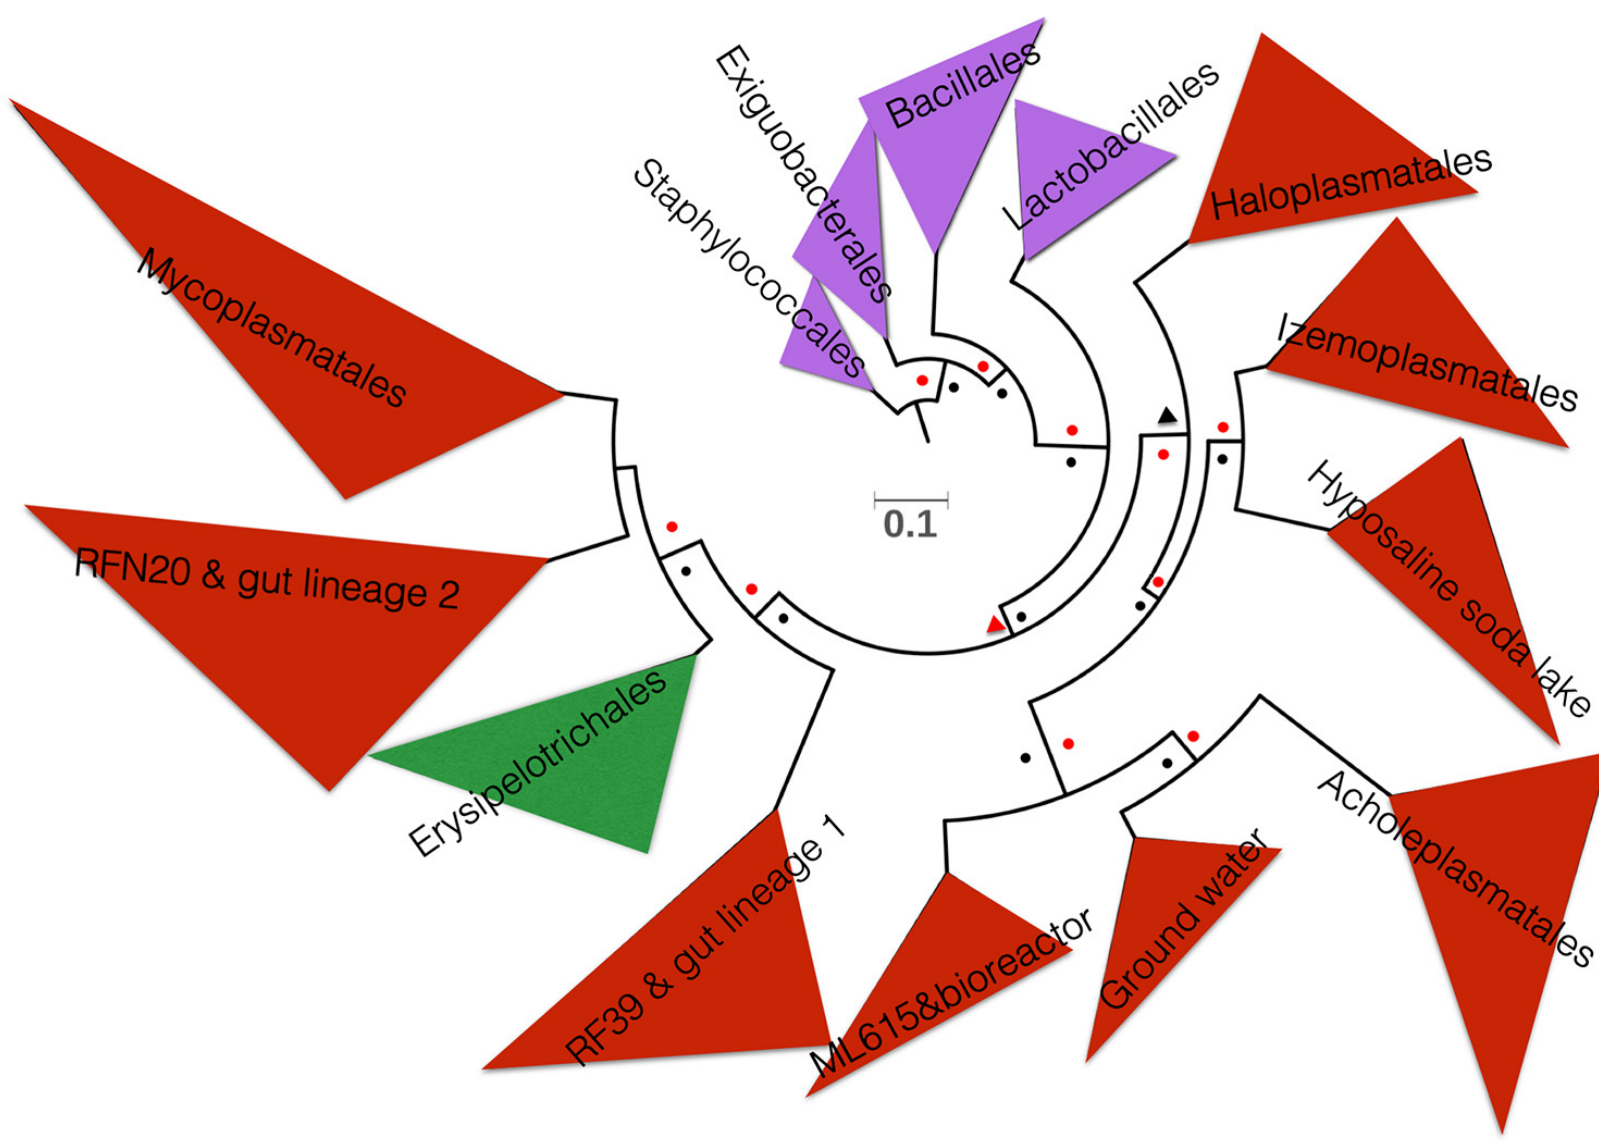 Exiguobacterales
Bacillales
Lactobacillales
Haloplasmatales
Staphylococcales
Mycoplasmatales
Izemoplasmatales
0.1
Hyposaline soda lake
RFN20 & gut lineage 2
Erysipelotrichales
Acholeplasmatales
RF39 & gut lineage 1
ML615&bioreactor
Ground water